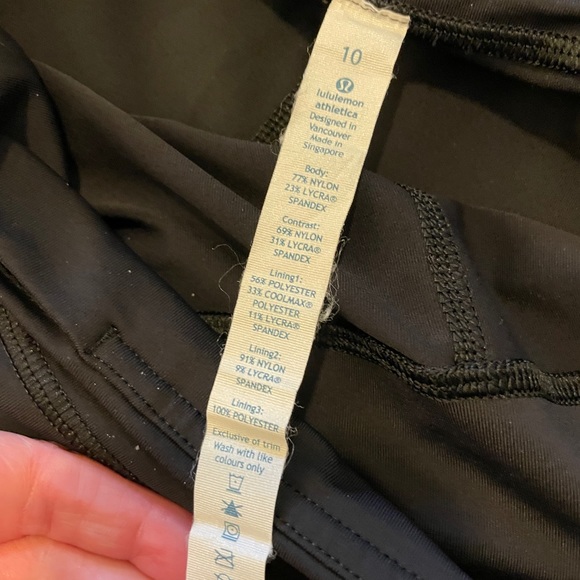 10
lululemon
athletica
Designed in
Vancouver
Made in
Singapore
Body:
77% NYLON
23% LYCRA®
SPANDEX
Contrast:
69% NYLON
31% LYCRA®
SPANDEX
Lining1:
56% POLYESTER
33% COOLMAX®
POLYESTER
11% LYCRA®
SPANDEX
Lining2:
91% NYLON
9% LYCRA®
SPANDEX
Lining3:
100% POLYESTER
Exclusive of trim
Wash with like
colours only